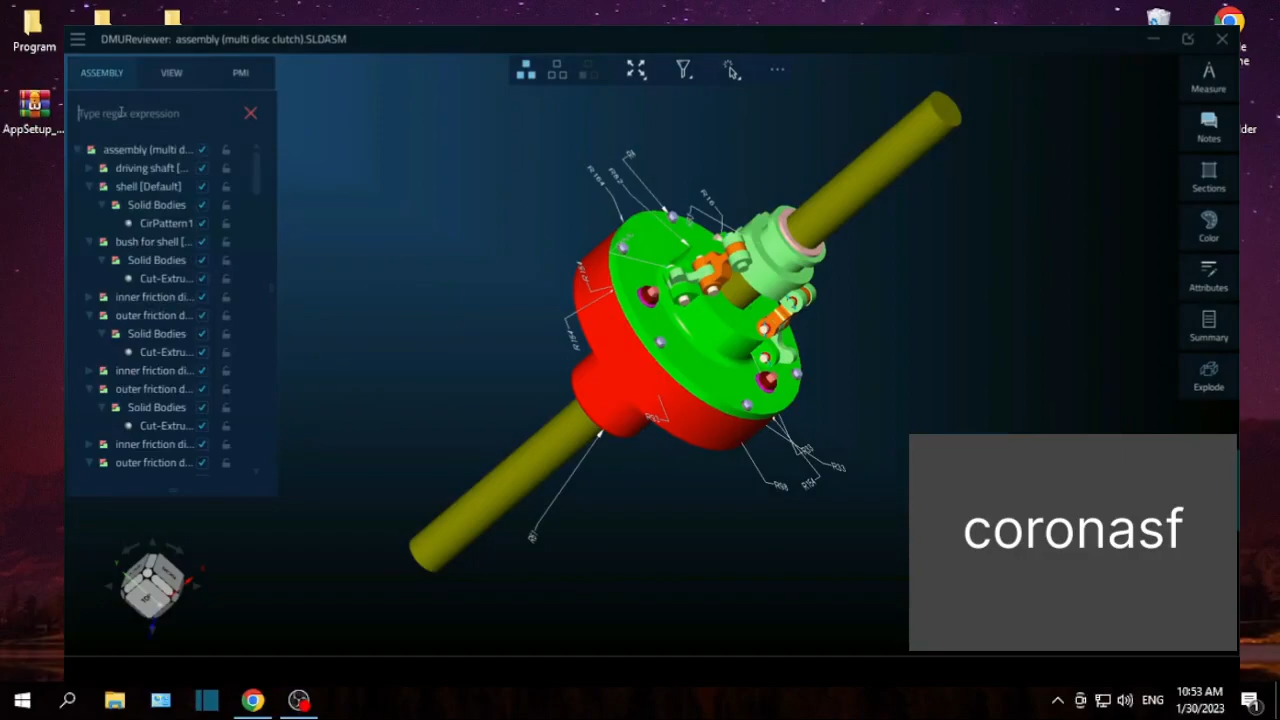 Program
AppSetup_...
DMUReviewer: assembly (multi disc clutch).SLDASM
ASSEMBLY VIEW PMI
Type regex expression
assembly (multi d...
driving shaft [...
shell [Default]
Solid Bodies
CirPattern1
bush for shell [...
Solid Bodies
Cut-Extru...
inner friction di...
outer friction d...
Solid Bodies
Cut-Extru...
inner friction di...
outer friction d...
Solid Bodies
Cut-Extru...
inner friction di...
outer friction d...
Measure
Notes
Sections
Color
Attributes
Summary
Explode
coronasf
ENG
10:53 AM
1/30/2023